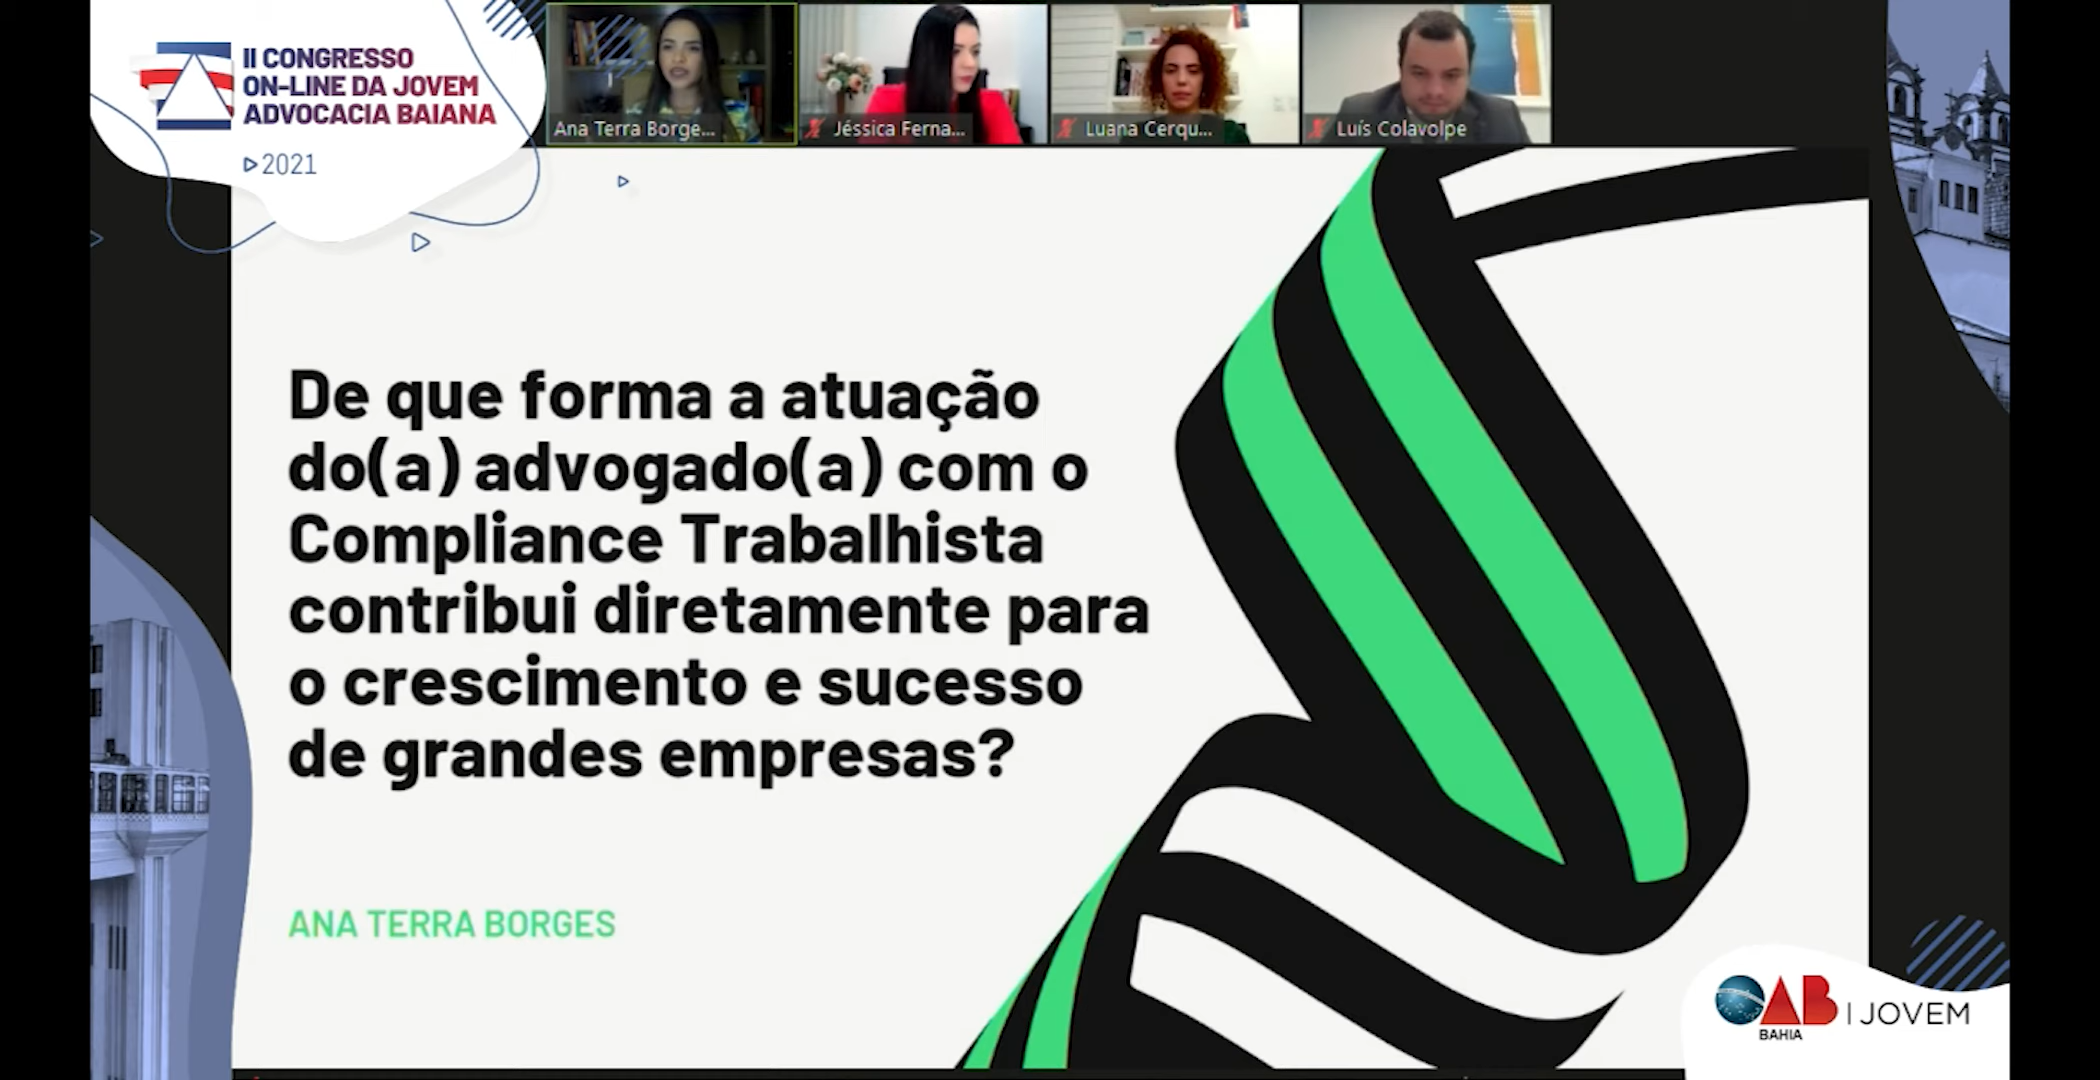 II CONGRESSO
ON-LINE DA JOVEM
ADVOCACIA BAIANA
2021
Ana Terra Borge...
Jéssica Ferna...
Luana Cerqu...
Luís Colavolpe
De que forma a atuação
do(a) advogado(a) com o
Compliance Trabalhista
contribui diretamente para
o crescimento e sucesso
de grandes empresas?
ANA TERRA BORGES
OAB | JOVEM
BAHIA